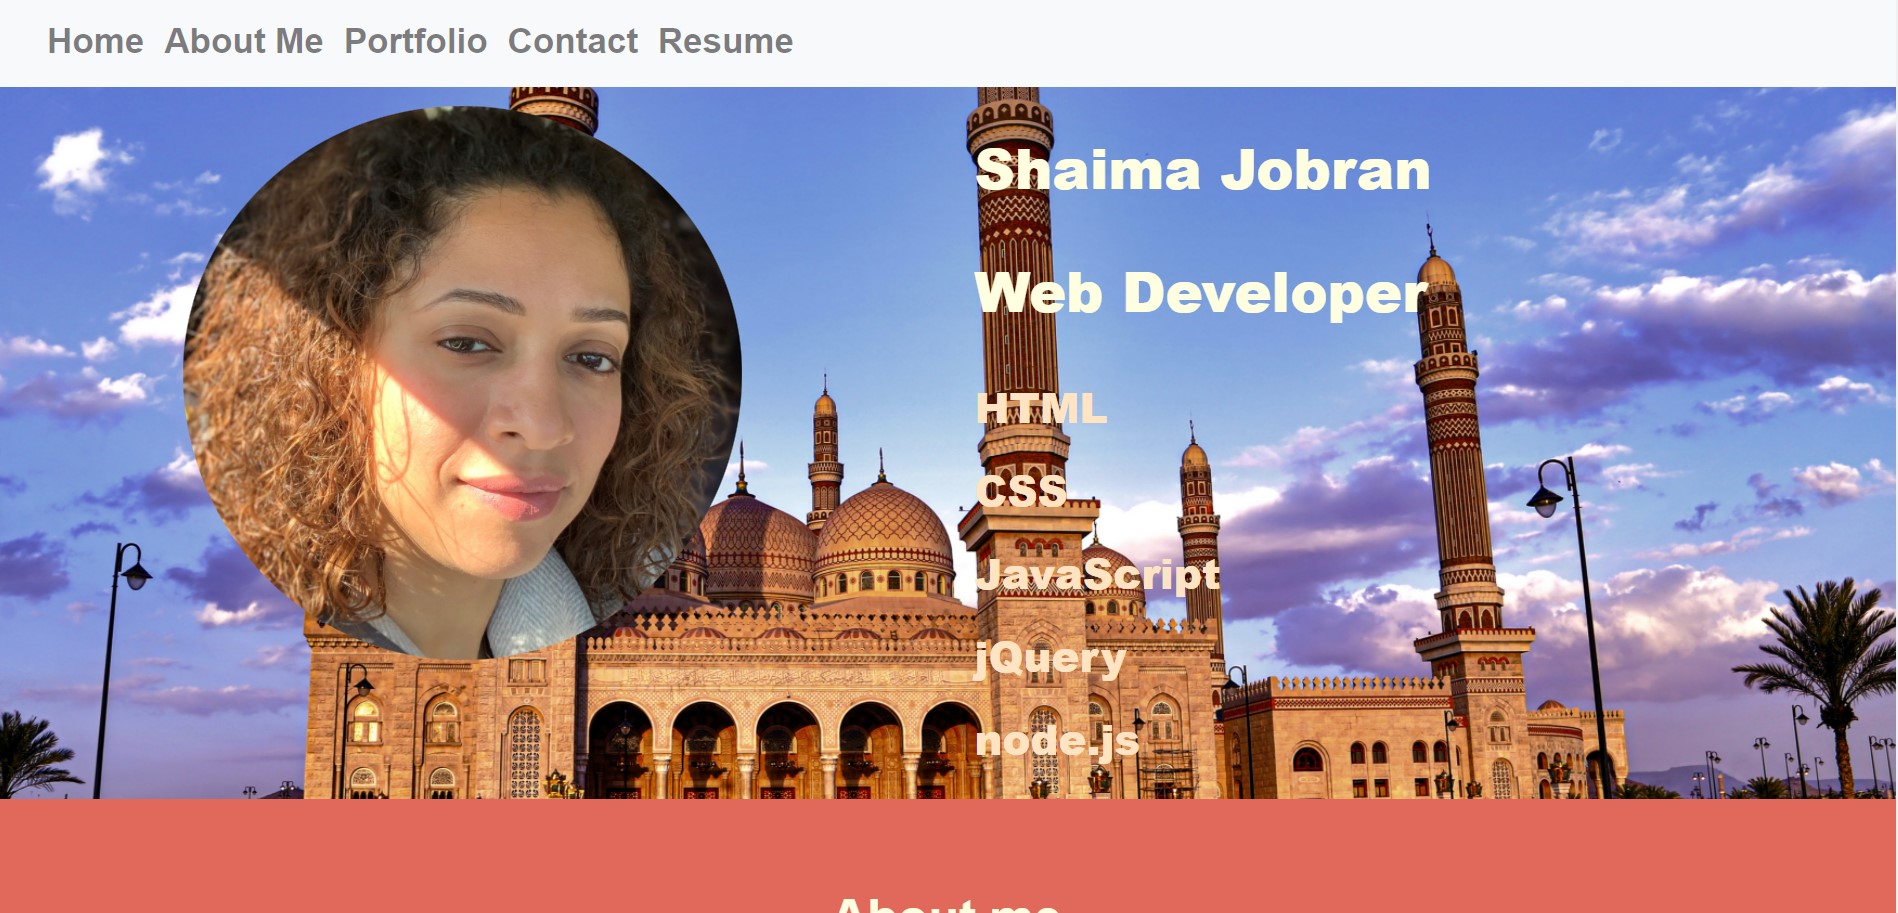 Home About Me Portfolio Contact Resume
Shaima Jobran
Web Developer
HTML
CSS
JavaScript
jQuery
node.js
About me